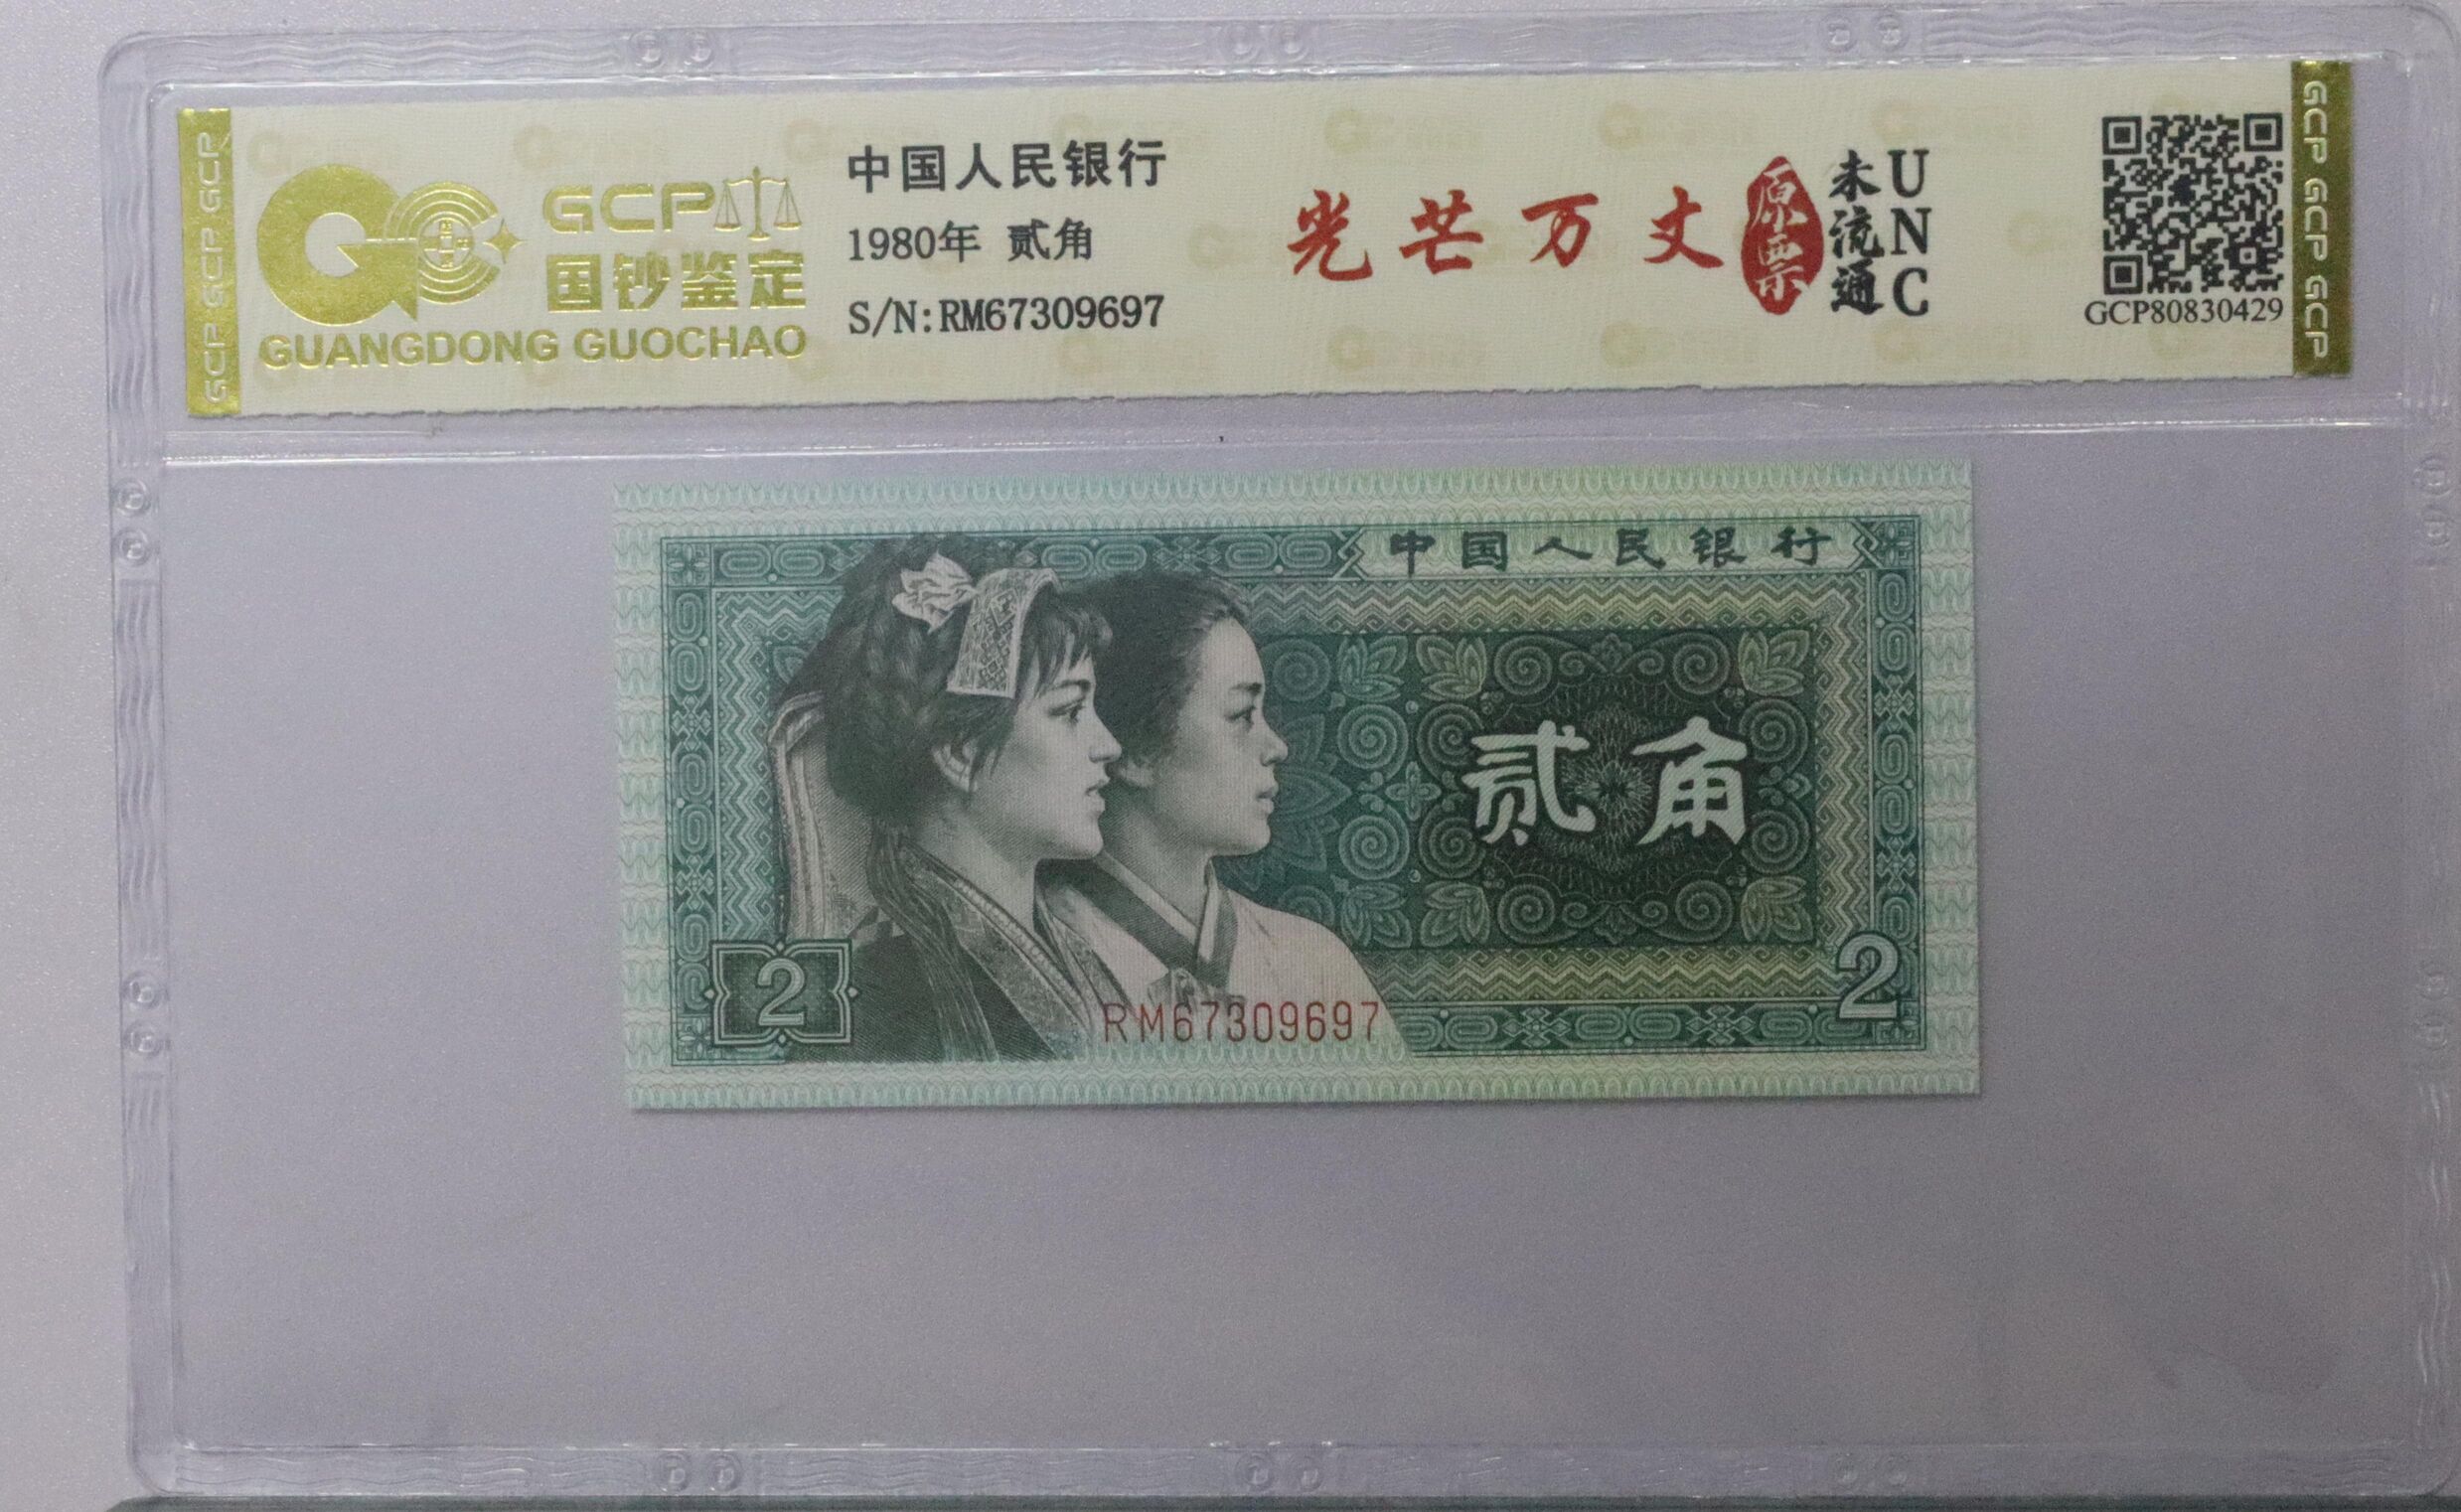 GCP GCP GCP
GCP
国钞鉴定
GUANGDONG GUOCHAO
中国人民银行
1980年 贰角
S/N:RM67309697
光芒万丈
原票
未流通
UNC
GCP80830429
GCP GCP GCP
中国人民银行
贰角
2
2
RM67309697